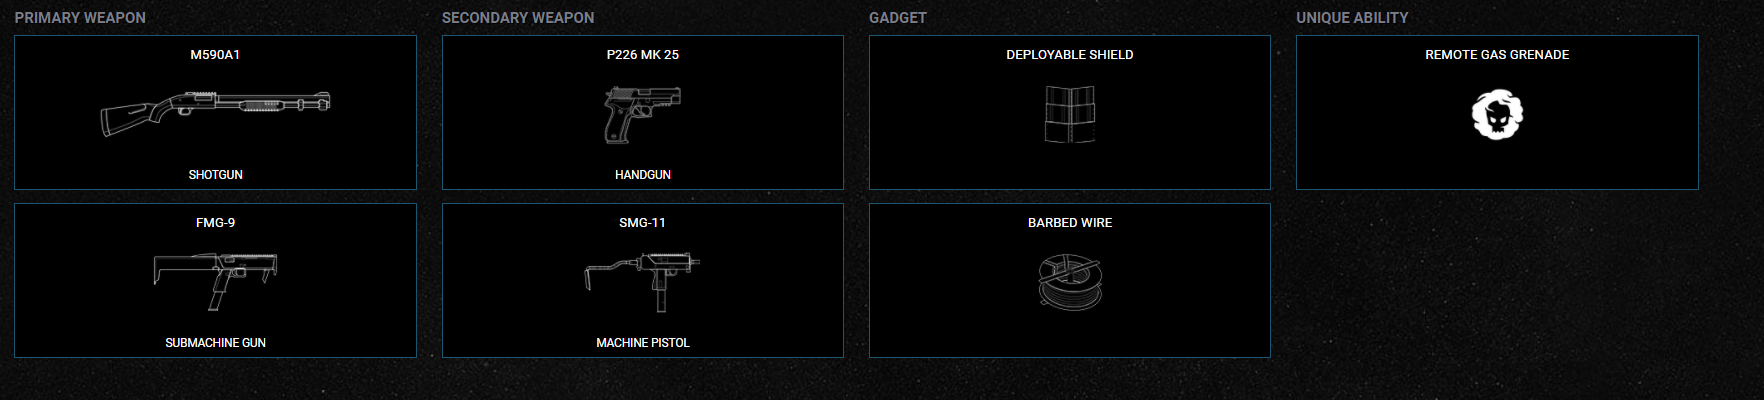 PRIMARY WEAPON
SECONDARY WEAPON
GADGET
UNIQUE ABILITY
M590A1
P226 MK 25
DEPLOYABLE SHIELD
REMOTE GAS GRENADE
SHOTGUN
HANDGUN
FMG-9
SMG-11
BARBED WIRE
SUBMACHINE GUN
MACHINE PISTOL